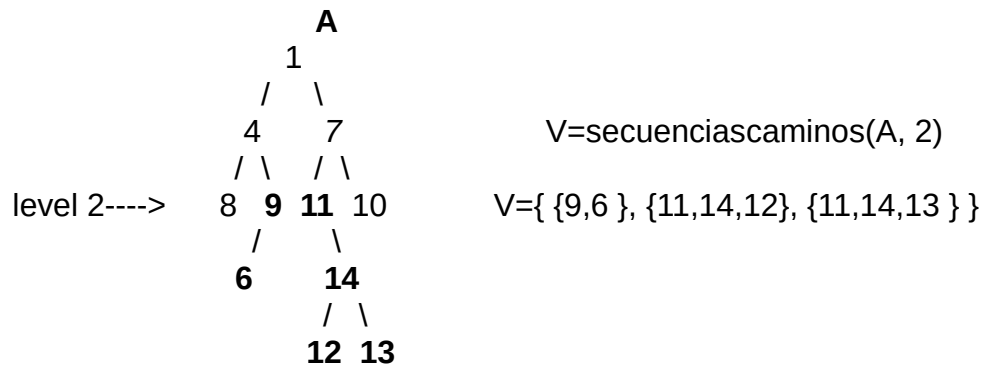 A
1
/ \
4 7 V=secuenciascaminos(A, 2)
/ \ / \
level 2----> 8 9 11 10 V={ {9,6 }, {11,14,12}, {11,14,13 } }
/ \
6 14
/ \
12 13